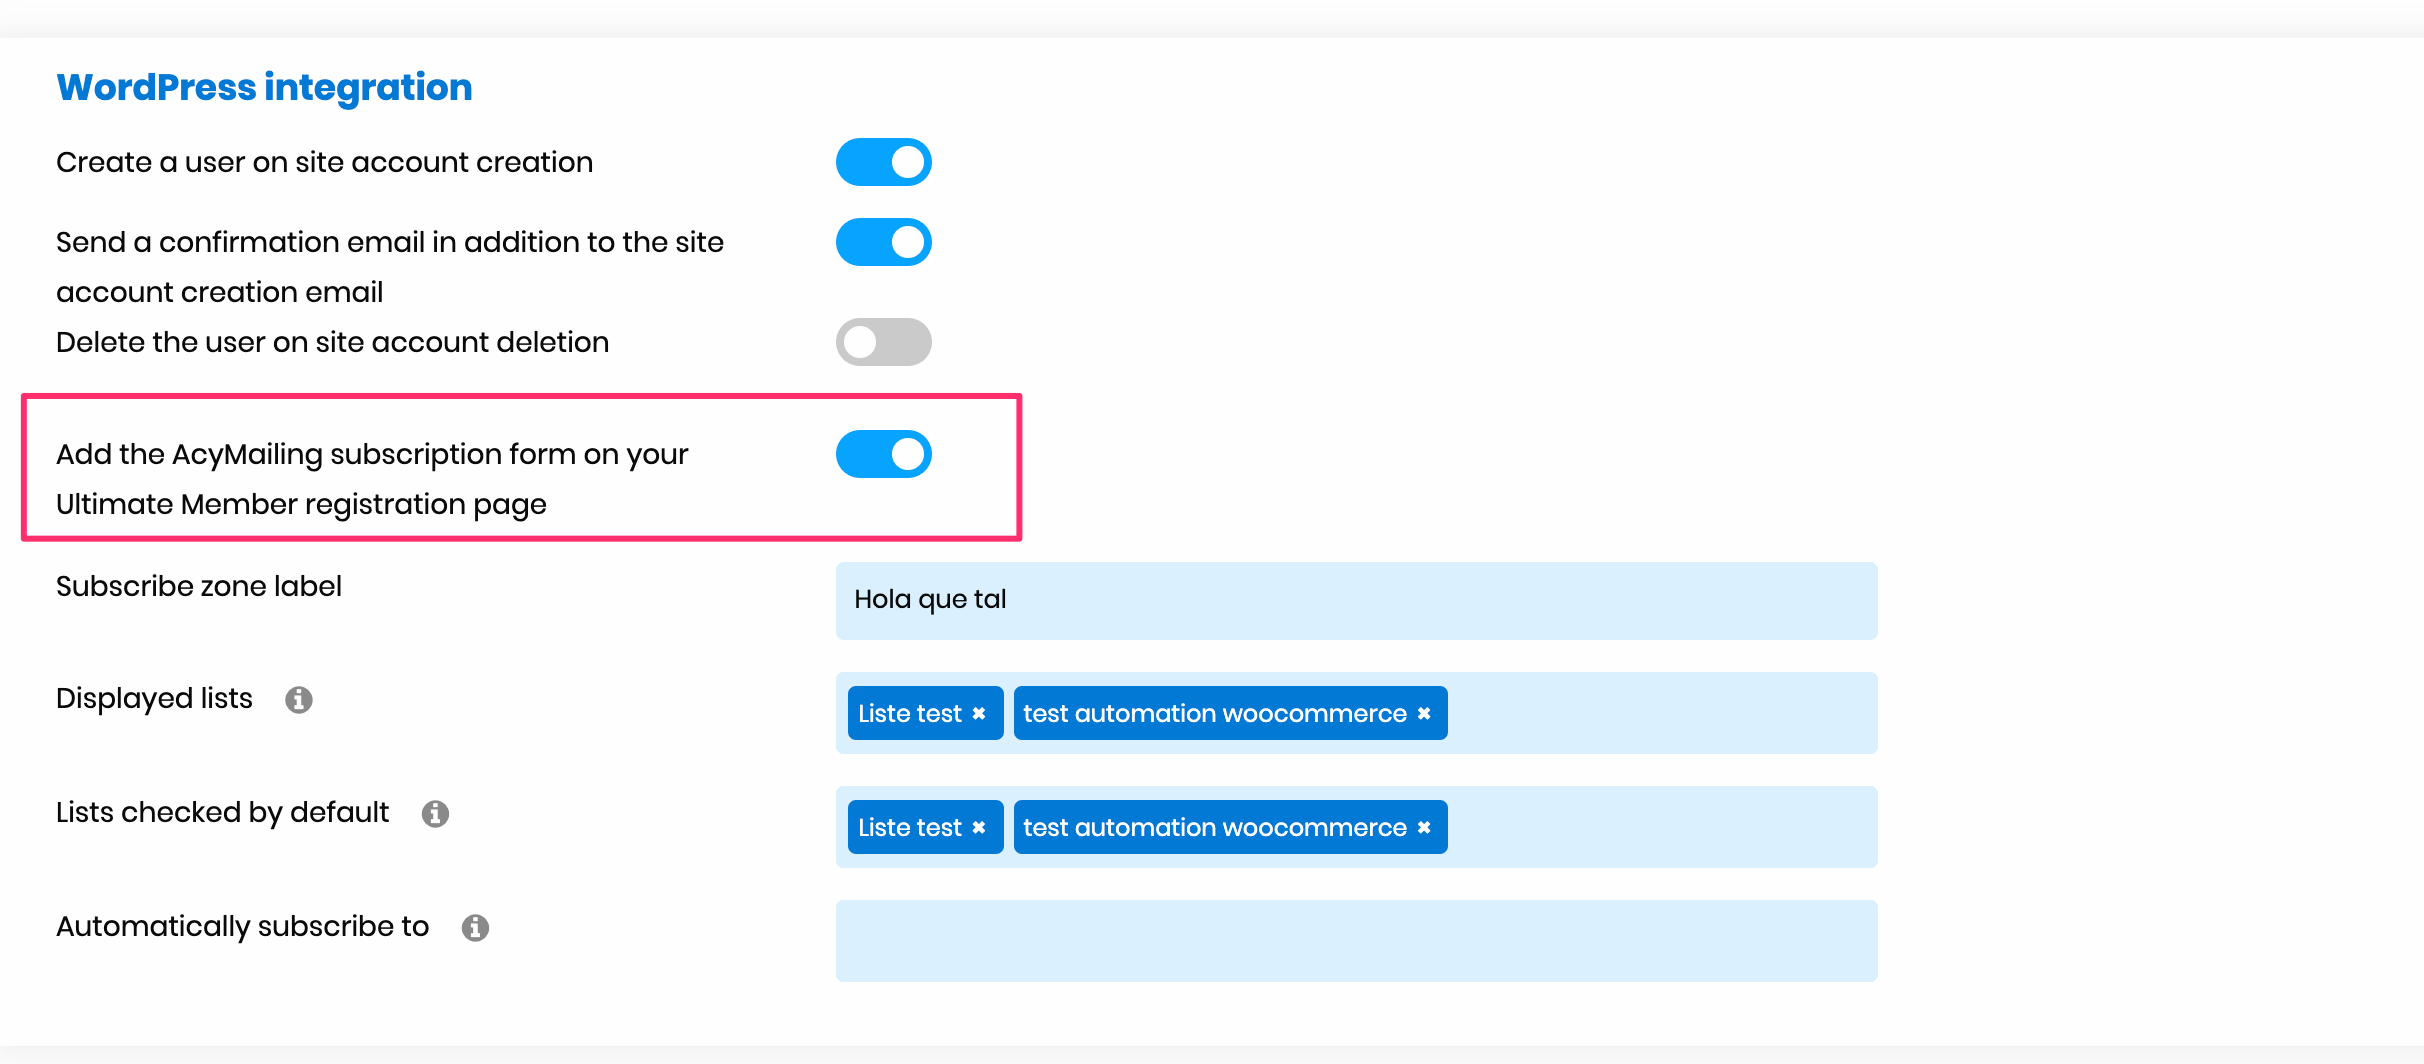 WordPress integration
Create a user on site account creation
Send a confirmation email in addition to the site
account creation email
Delete the user on site account deletion
Add the AcyMailing subscription form on your
Ultimate Member registration page
Subscribe zone label
Hola que tal
Displayed lists
Liste test × test automation woocommerce ×
Lists checked by default
Liste test × test automation woocommerce ×
Automatically subscribe to